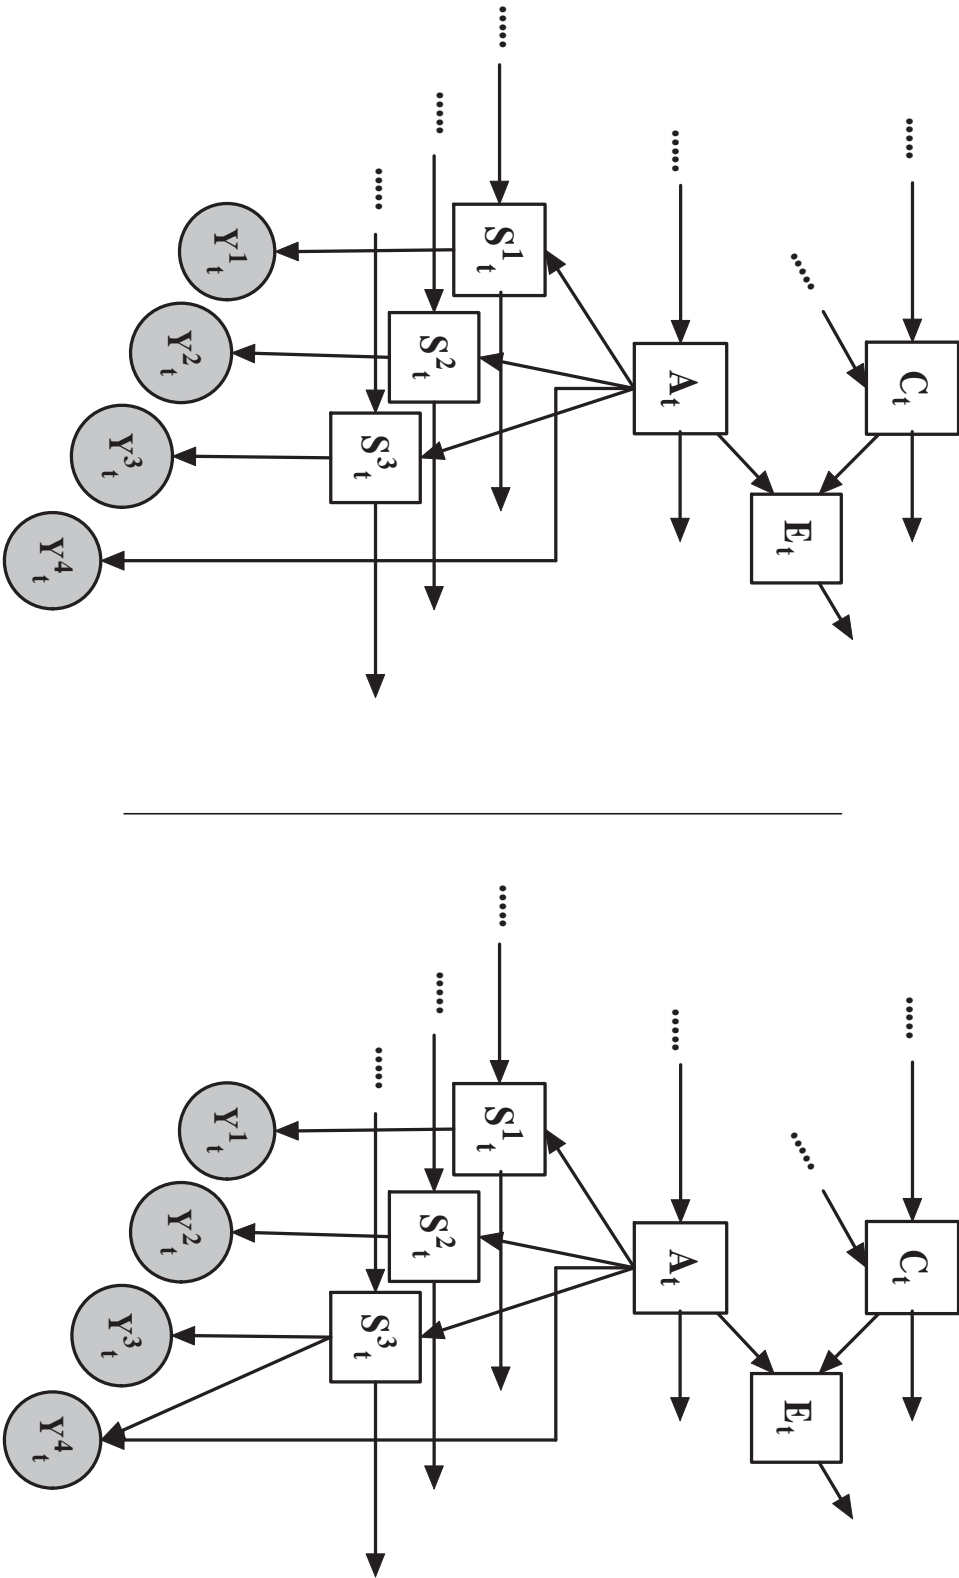 C_t
E_t
A_t
S^1_t
S^2_t
S^3_t
Y^1_t
Y^2_t
Y^3_t
Y^4_t
C_t
E_t
A_t
S^1_t
S^2_t
S^3_t
Y^1_t
Y^2_t
Y^3_t
Y^4_t